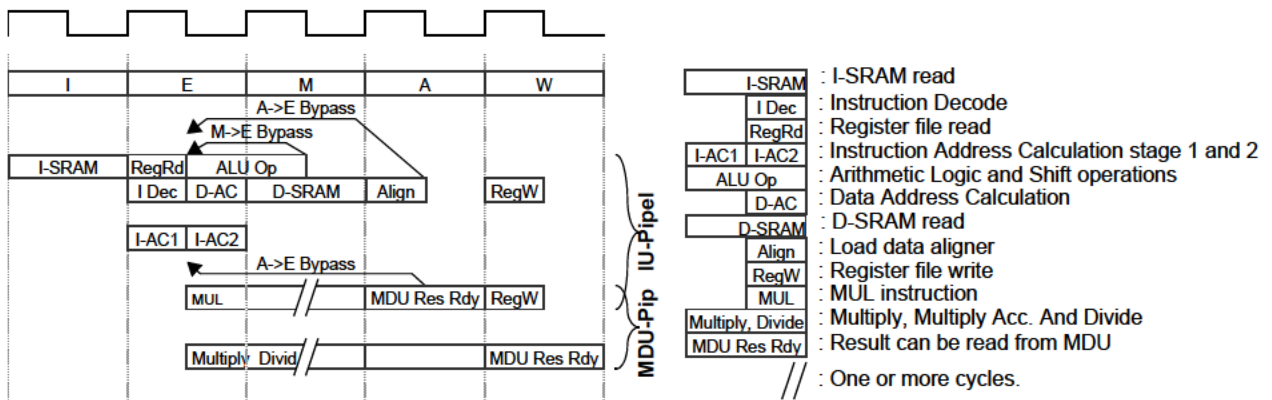 I E M A W
A->E Bypass
M->E Bypass
I-SRAM RegRd ALU Op
I Dec D-AC D-SRAM Align RegW
I-AC1 I-AC2
A->E Bypass
MUL MDU Res Rdy RegW
Multiply Divid MDU Res Rdy
IU-Pipel
MDU-Pip
I-SRAM : I-SRAM read
I Dec : Instruction Decode
RegRd : Register file read
I-AC1 I-AC2 : Instruction Address Calculation stage 1 and 2
ALU Op : Arithmetic Logic and Shift operations
D-AC : Data Address Calculation
D-SRAM : D-SRAM read
Align : Load data aligner
RegW : Register file write
MUL : MUL instruction
Multiply, Divide : Multiply, Multiply Acc. And Divide
MDU Res Rdy : Result can be read from MDU
: One or more cycles.